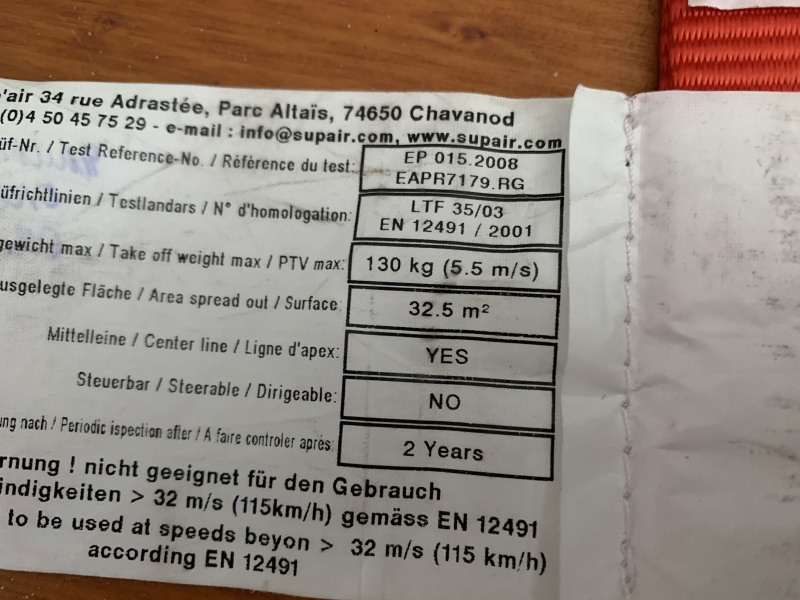 'air 34 rue Adrastée, Parc Altaïs, 74650 Chavanod
(0)4 50 45 75 29 - e-mail : info@supair.com, www.supair.com
üf-Nr. / Test Reference-No. / Référence du test: EP 015.2008
EAPR7179.RG
üfrichtlinien / Testlandars / N° d'homologation: LTF 35/03
EN 12491 / 2001
gewicht max / Take off weight max / PTV max: 130 kg (5.5 m/s)
usgelegte Fläche / Area spread out / Surface: 32.5 m²
Mittelleine / Center line / Ligne d'apex: YES
Steuerbar / Steerable / Dirigeable: NO
ung nach / Periodic ispection after / A faire controler après: 2 Years
rnung ! nicht geeignet für den Gebrauch
indigkeiten > 32 m/s (115km/h) gemäss EN 12491
to be used at speeds beyon > 32 m/s (115 km/h)
according EN 12491